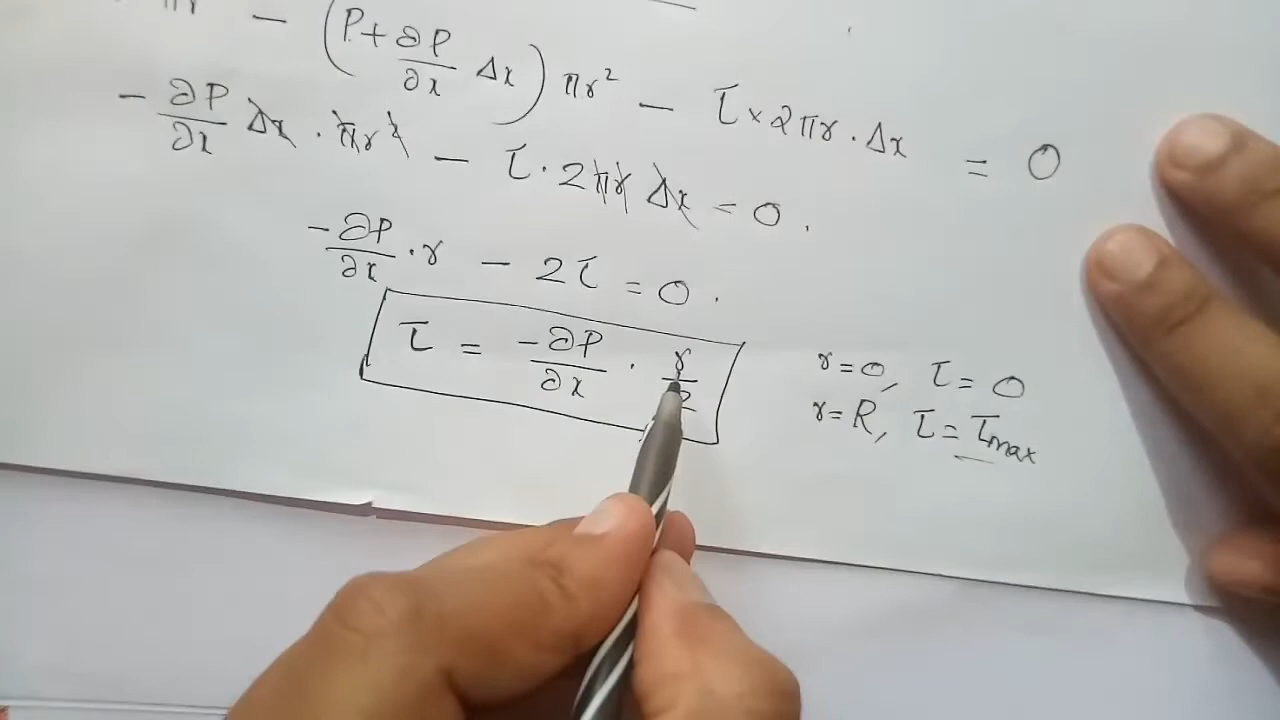 - (P + ∂P/∂x Δx) πr² - τ × 2πr · Δx = 0
- ∂P/∂x Δx · πr² - τ · 2πr Δx = 0.
- ∂P/∂x · r - 2τ = 0.
τ = - ∂P/∂x · r/2
r = 0, τ = 0
r = R, τ = τmax